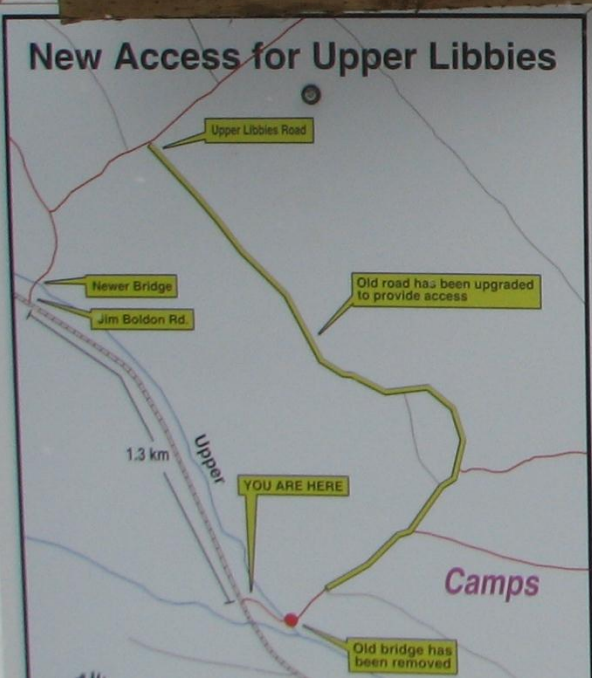 New Access for Upper Libbies
Upper Libbies Road
Newer Bridge
Old road has been upgraded
to provide access
Jim Boldon Rd.
1.3 km
Upper
YOU ARE HERE
Camps
Old bridge has
been removed